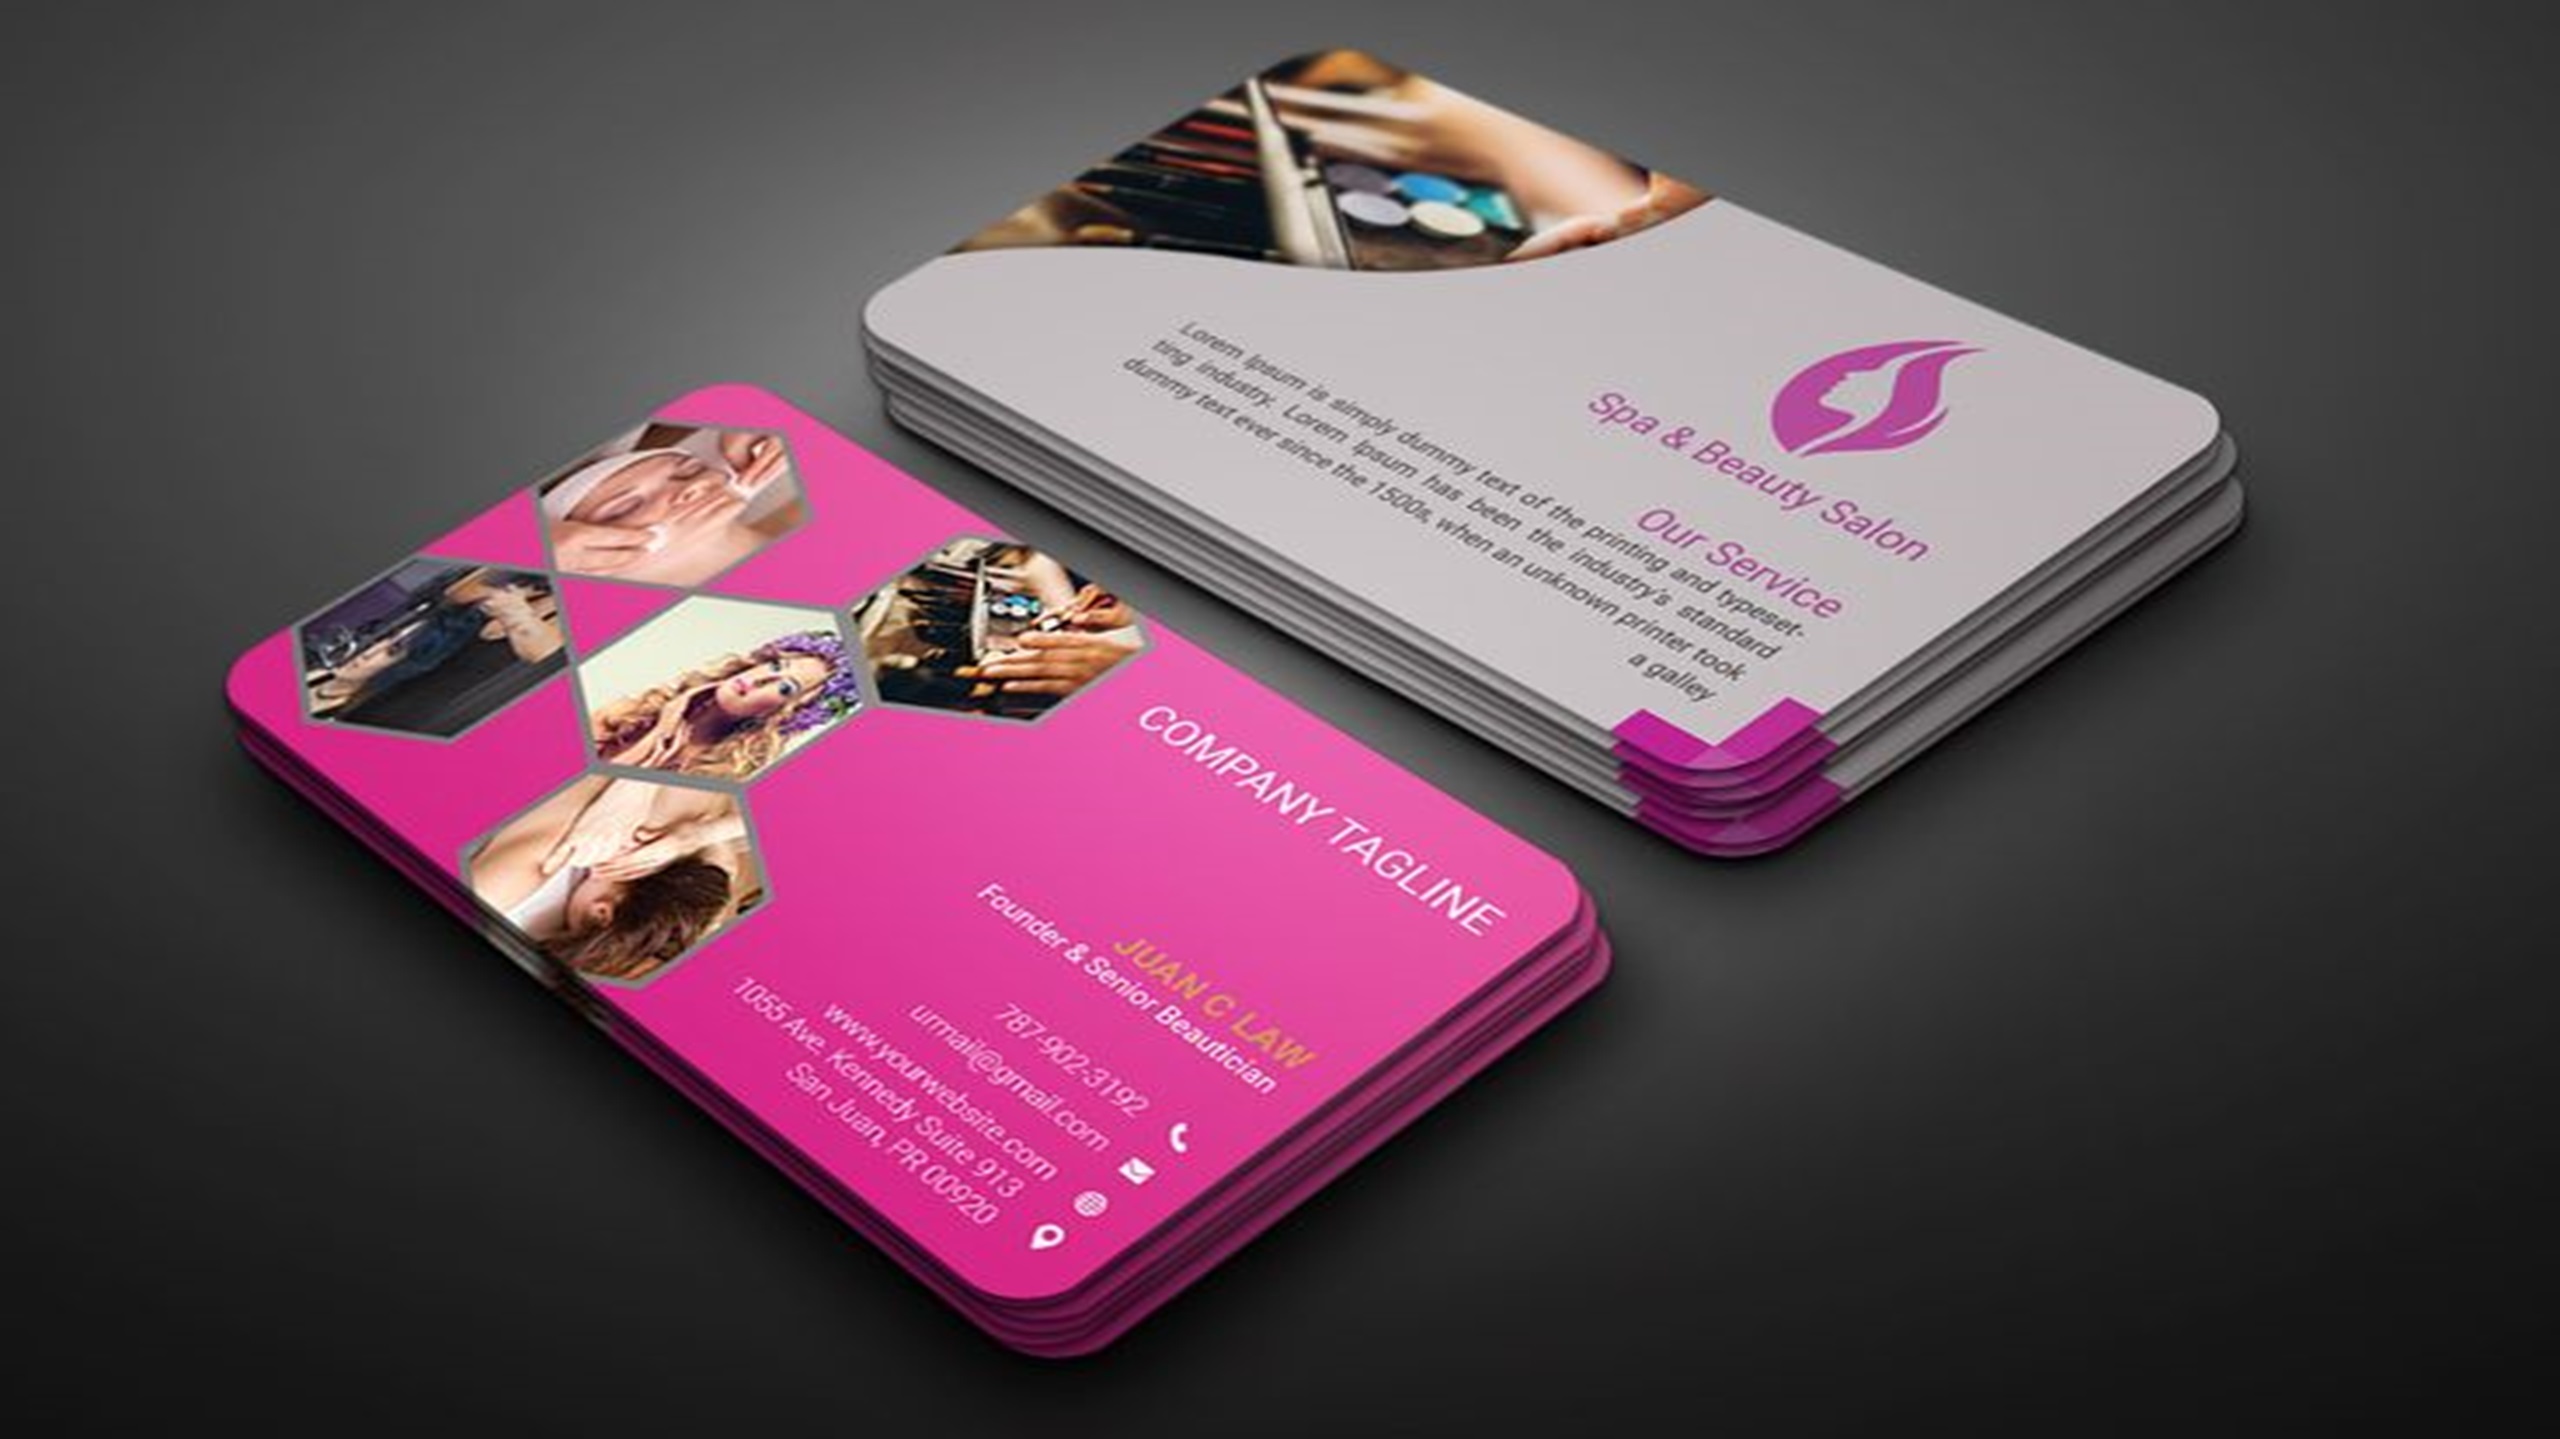 Spa & Beauty Salon
Our Service
Lorem Ipsum is simply dummy text of the printing and typeset-
ting industry. Lorem Ipsum has been the industry's standard
dummy text ever since the 1500s, when an unknown printer took
a galley
COMPANY TAGLINE
JUAN C LAW
Founder & Senior Beautician
787-902-3192
urmail@gmail.com
www.yourwebsite.com
1055 Ave. Kennedy Suite 913
San Juan, PR 00920